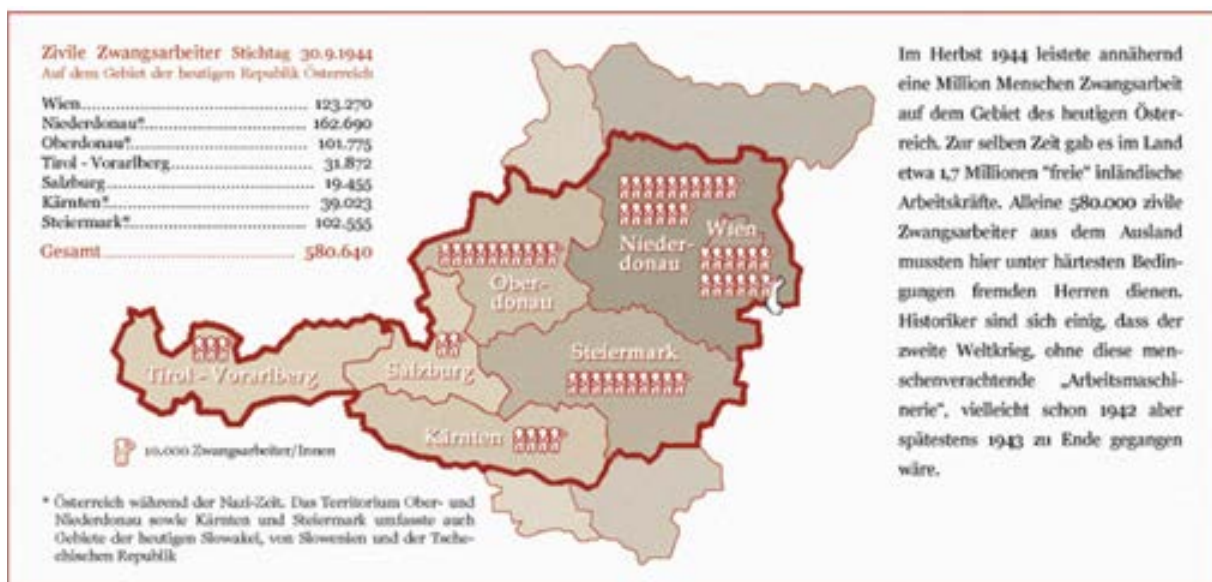 Zivile Zwangsarbeiter Stichtag 30.9.1944
Auf dem Gebiet der heutigen Republik Österreich
Wien 123.270
Niederdonau* 162.690
Oberdonau* 101.775
Tirol - Vorarlberg 31.872
Salzburg 19.455
Kärnten* 39.023
Steiermark* 102.555
Gesamt 580.640
Wien
Nieder-
donau
Ober-
donau
Steiermark
Tirol - Vorarlberg
Salzburg
Kärnten
10.000 Zwangsarbeiter/Innen
* Österreich während der Nazi-Zeit. Das Territorium Ober- und
Niederdonau sowie Kärnten und Steiermark umfasste auch
Gebiete der heutigen Slowakei, von Slowenien und der Tsche-
chischen Republik
Im Herbst 1944 leistete annähernd
eine Million Menschen Zwangsarbeit
auf dem Gebiet des heutigen Öster-
reich. Zur selben Zeit gab es im Land
etwa 1,7 Millionen "freie" inländische
Arbeitskräfte. Alleine 580.000 zivile
Zwangsarbeiter aus dem Ausland
mussten hier unter härtesten Bedin-
gungen fremden Herren dienen.
Historiker sind sich einig, dass der
zweite Weltkrieg, ohne diese men-
schenverachtende „Arbeitsmaschi-
nerie", vielleicht schon 1942 aber
spätestens 1943 zu Ende gegangen
wäre.